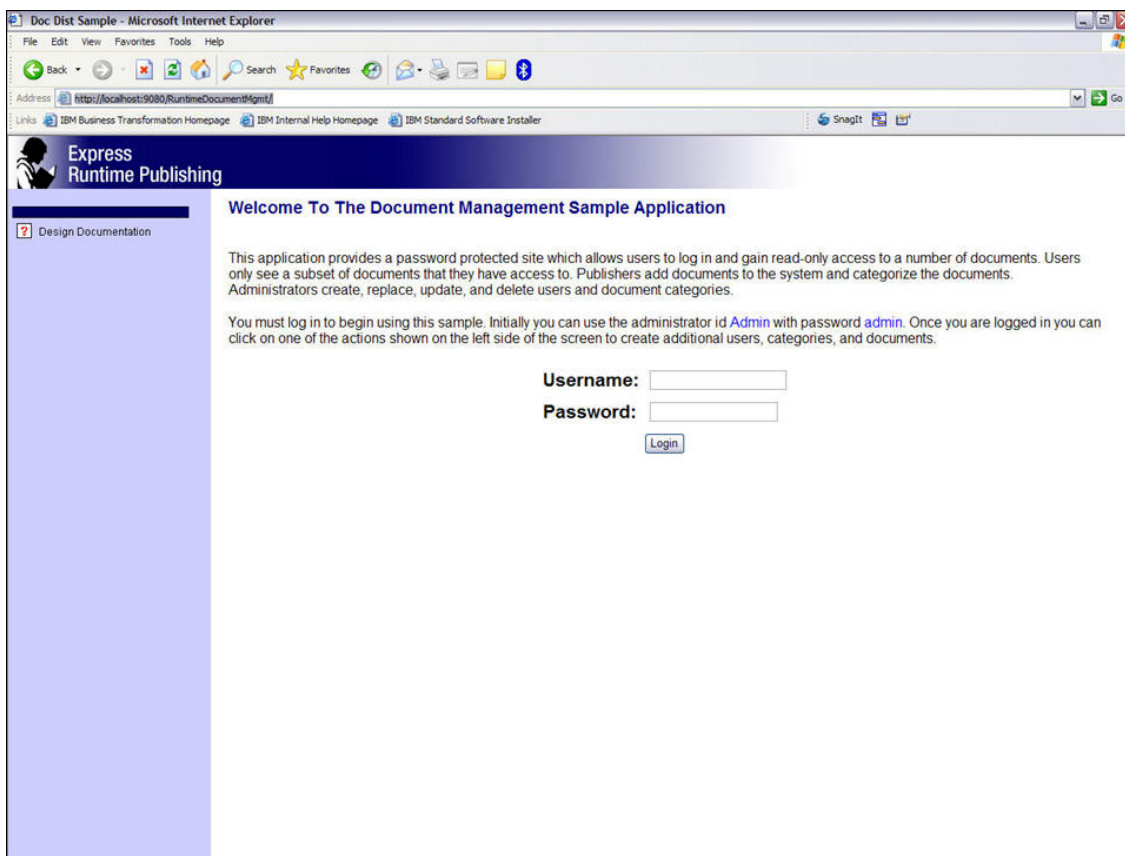 Doc Dist Sample - Microsoft Internet Explorer
File Edit View Favorites Tools Help
Back Search Favorites
Address http://localhost:9080/RuntimeDocumentMgmt/ Go
Links IBM Business Transformation Homepage IBM Internal Help Homepage IBM Standard Software Installer SnagIt
Express
Runtime Publishing
? Design Documentation
Welcome To The Document Management Sample Application
This application provides a password protected site which allows users to log in and gain read-only access to a number of documents. Users
only see a subset of documents that they have access to. Publishers add documents to the system and categorize the documents.
Administrators create, replace, update, and delete users and document categories.
You must log in to begin using this sample. Initially you can use the administrator id Admin with password admin. Once you are logged in you can
click on one of the actions shown on the left side of the screen to create additional users, categories, and documents.
Username:
Password:
Login